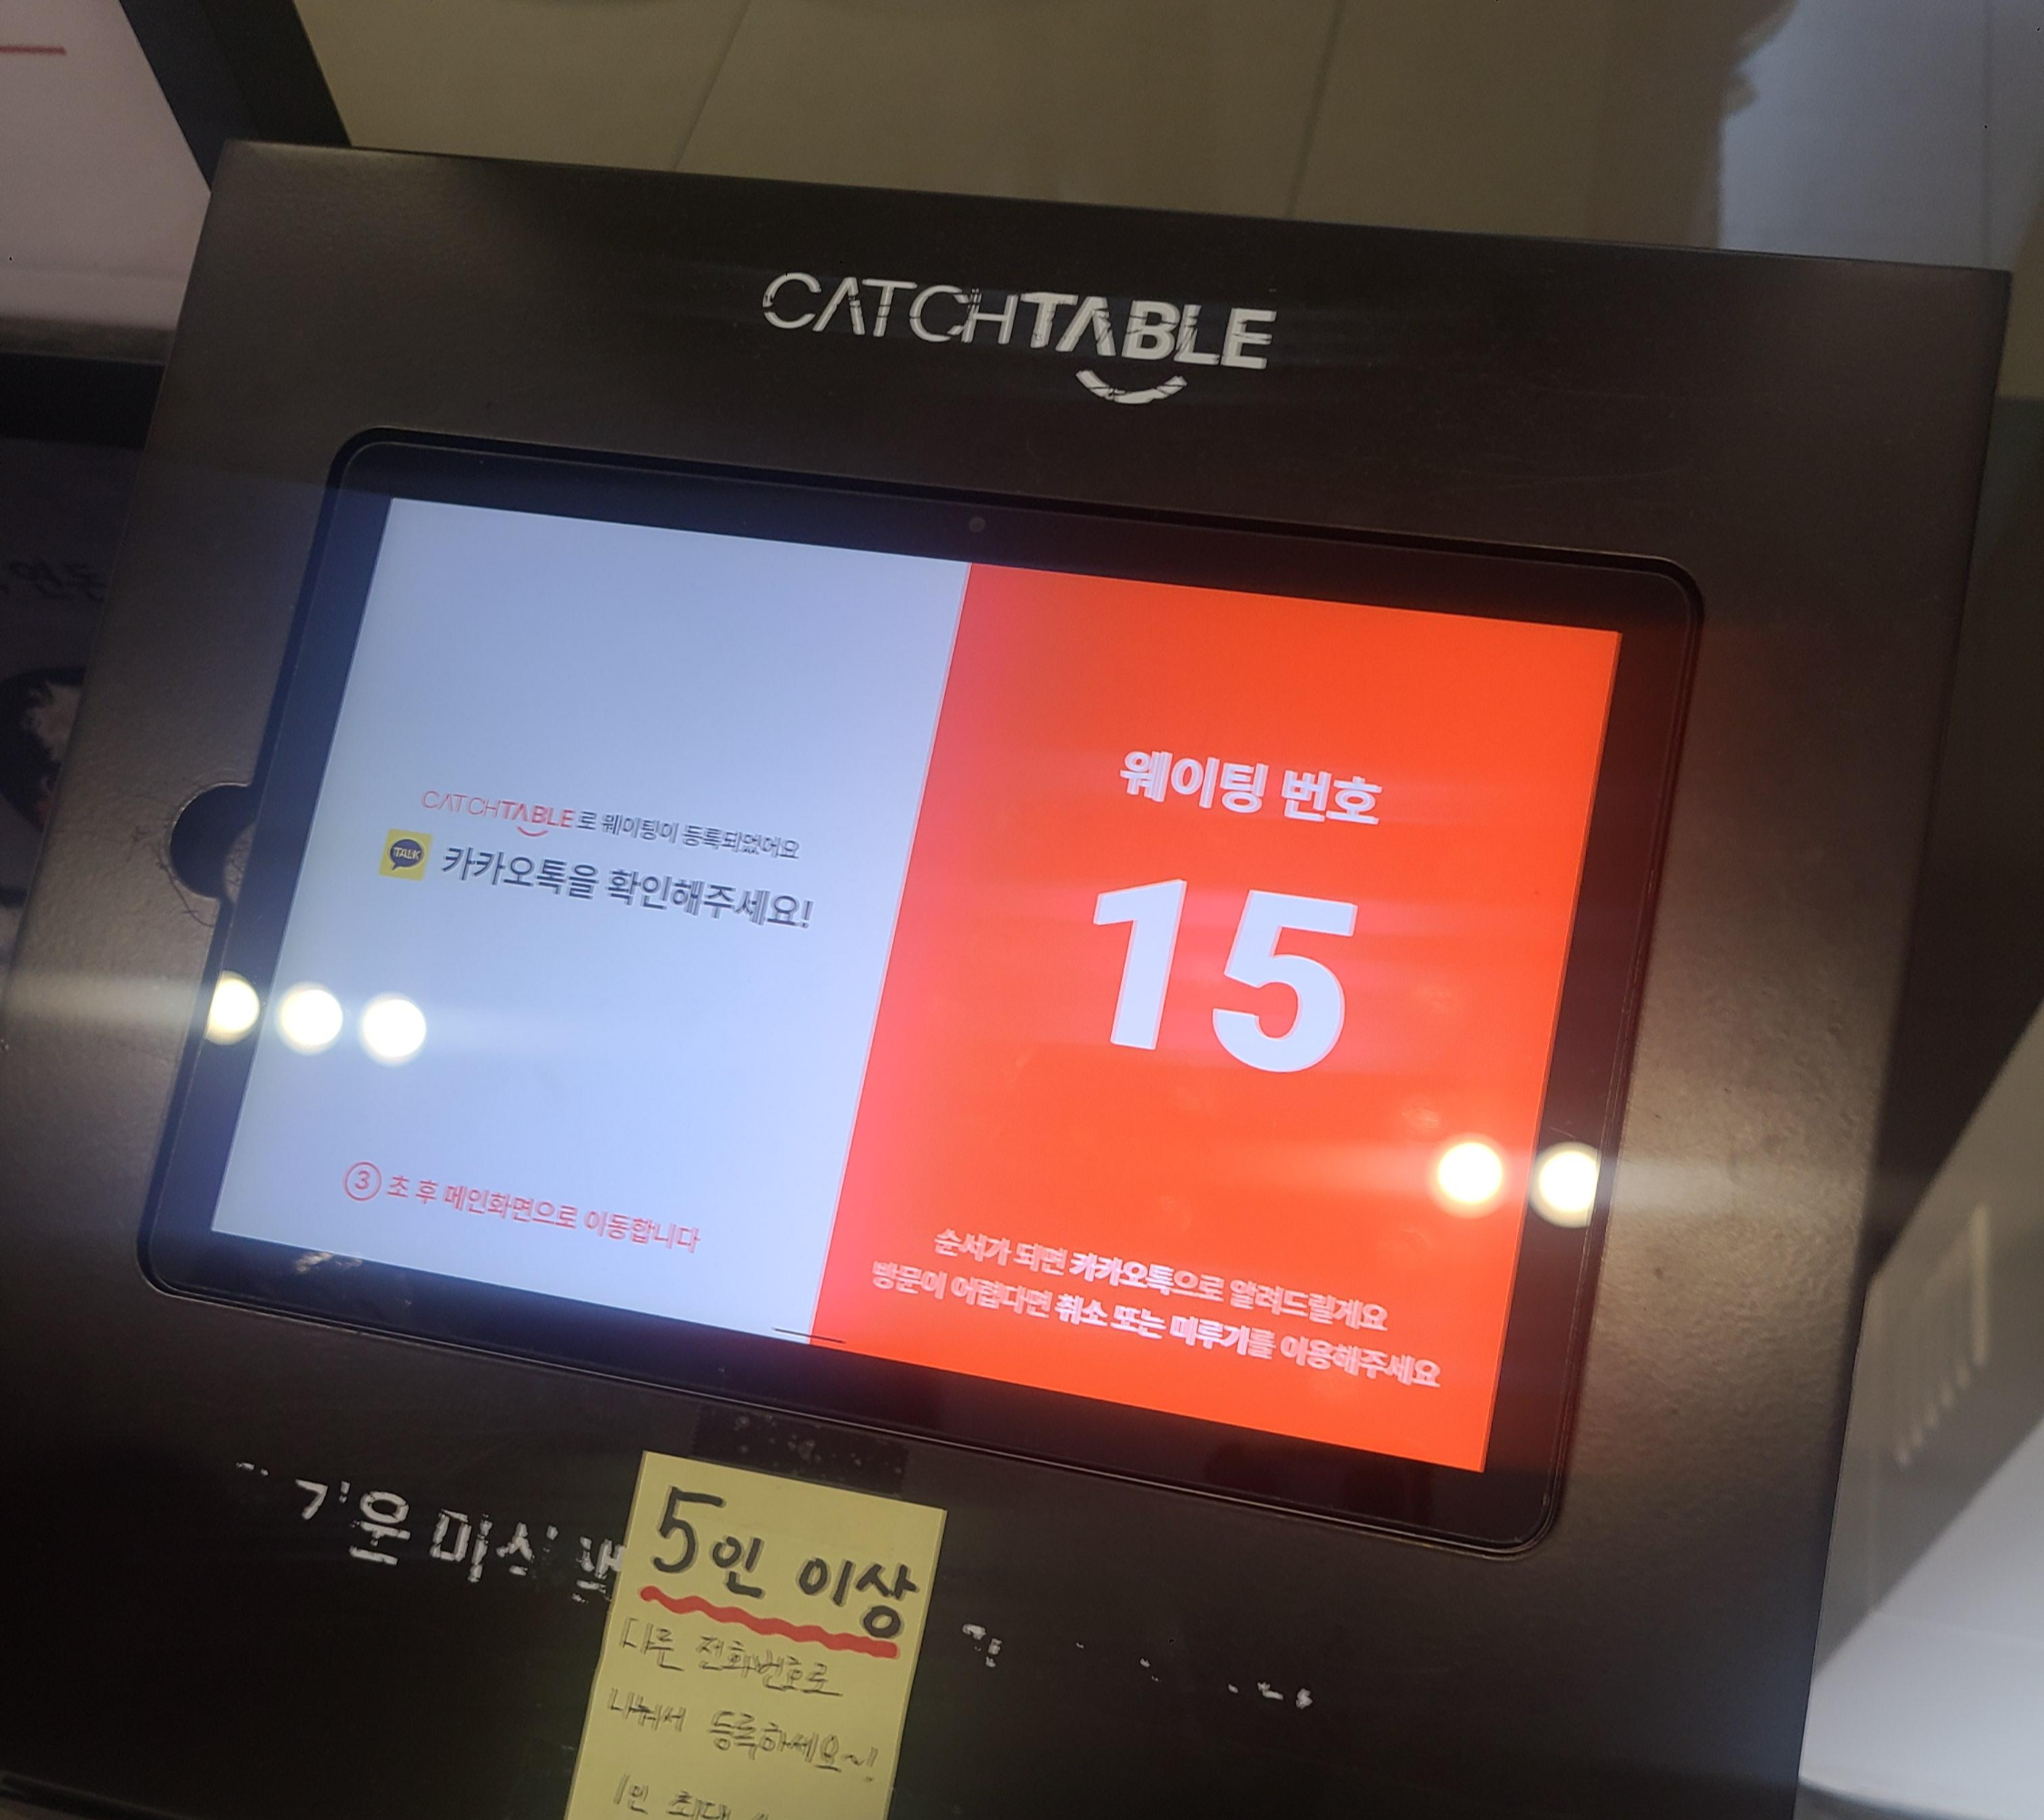 CATCHTABLE
CATCHTABLE로 웨이팅이 등록되었어요
TALK 카카오톡을 확인해주세요!
3 초 후 메인화면으로 이동합니다
웨이팅 번호
15
순서가 되면 카카오톡으로 알려드릴게요
방문이 어렵다면 취소 또는 미루기를 이용해주세요
5인 이상
다른 전화번호로
나눠서 등록하세요~!
1인 최대